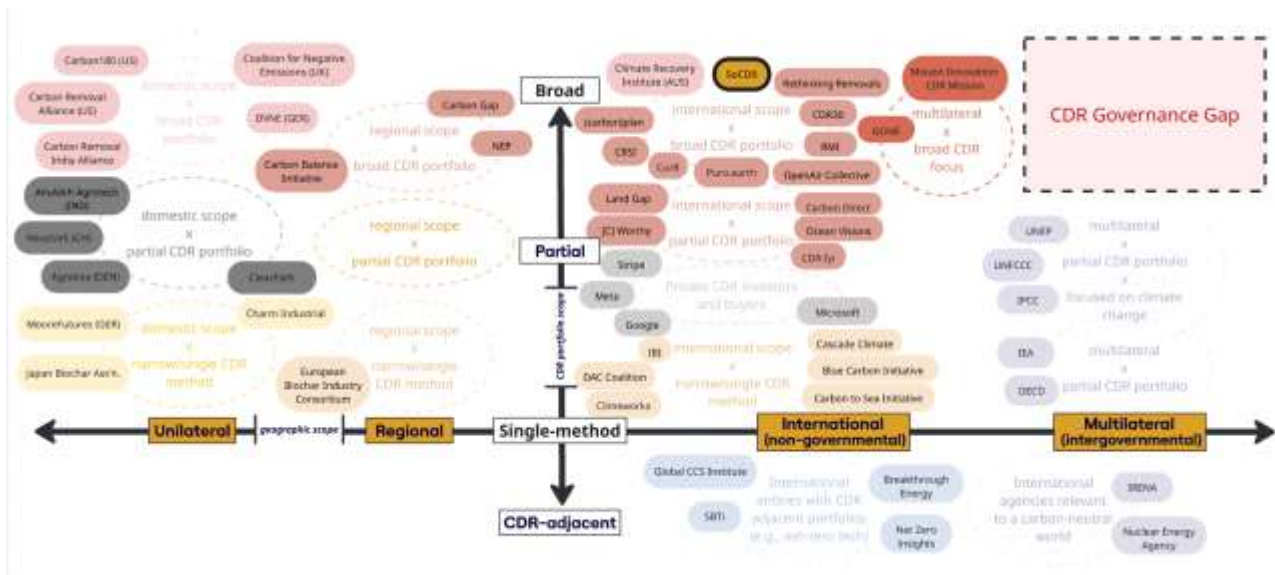 Carbon180 (US)
Coalition for Negative
Emissions (UK)
domestic scope
x
broad CDR portfolio
Carbon Removal
Alliance (US)
DVNE (GER)
Carbon Removal
India Alliance
Carbon Gap
NEP
Carbon Balance
Initiative
regional scope
x
broad CDR portfolio
Broad
Climate Recovery
Institute (AUS)
SoCDR
Rethinking Removals
Mission Innovation
CDR Mission
(carbon)plan
CDR30
CRSI
RMI
international scope
x
broad CDR portfolio
multilateral
x
broad CDR
focus
CDR Governance Gap
Puro.earth
OpenAir Collective
(GER)
domestic scope
x
partial CDR portfolio
Neustark (CH)
ClearPath
regional scope
x
partial CDR portfolio
Partial
Land Gap
[C] Worthy
international scope
x
partial CDR portfolio
Carbon Direct
Ocean Visions
CDR.fyi
UNEP
UNFCCC
IPCC
multilateral
x
partial CDR portfolio
x
focused on climate
change
Stripe
Meta
Google
Private CDR investors
and buyers
Microsoft
CDR portfolio scope
MooreFutures (GER)
Charm Industrial
Japan Biochar Ass'n.
domestic scope
x
narrow/single CDR
method
regional scope
x
narrow/single
CDR method
European
Biochar Industry
Consortium
IBI
DAC Coalition
Climeworks
international scope
x
narrow/single CDR
method
Cascade Climate
Blue Carbon Initiative
Carbon to Sea Initiative
IEA
OECD
multilateral
x
partial CDR portfolio
Unilateral
geographic scope
Regional
Single-method
International
(non-governmental)
Multilateral
(intergovernmental)
CDR-adjacent
Global CCS Institute
SBTi
International
entities with CDR
adjacent portfolios
(e.g., net-zero tech)
Breakthrough
Energy
Net Zero
Insights
International
agencies relevant
to a carbon-neutral
world
IRENA
Nuclear Energy
Agency